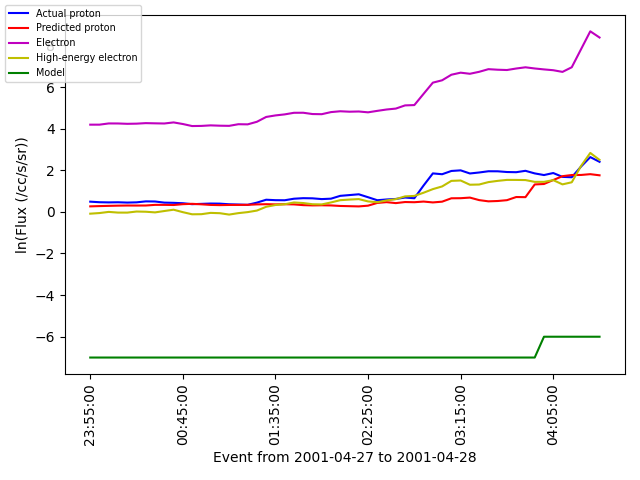 Actual proton
Predicted proton
Electron
High-energy electron
Model
8
6
4
2
0
−2
−4
−6
ln(Flux (/cc/s/sr))
23:55:00
00:45:00
01:35:00
02:25:00
03:15:00
04:05:00
Event from 2001-04-27 to 2001-04-28